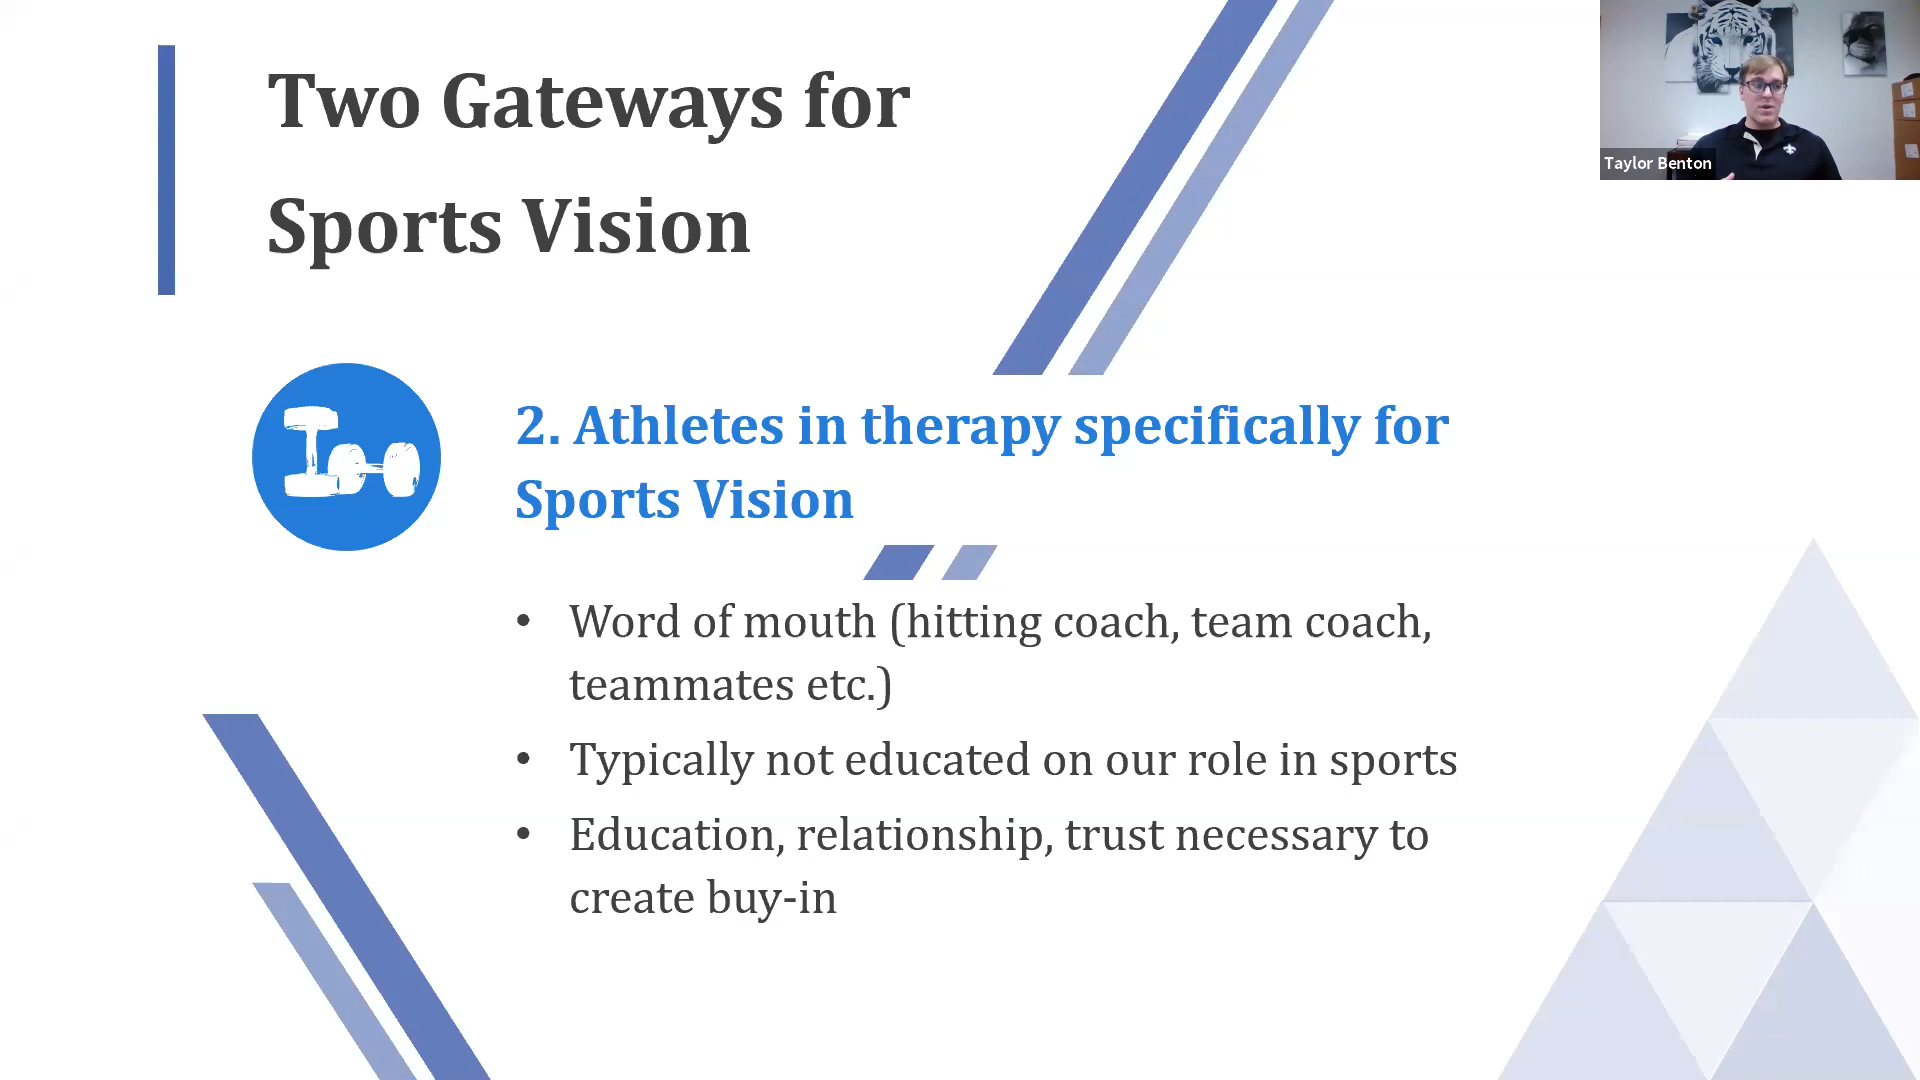 Two Gateways for
Sports Vision
Taylor Benton
2. Athletes in therapy specifically for
Sports Vision
• Word of mouth (hitting coach, team coach,
teammates etc.)
• Typically not educated on our role in sports
• Education, relationship, trust necessary to
create buy-in